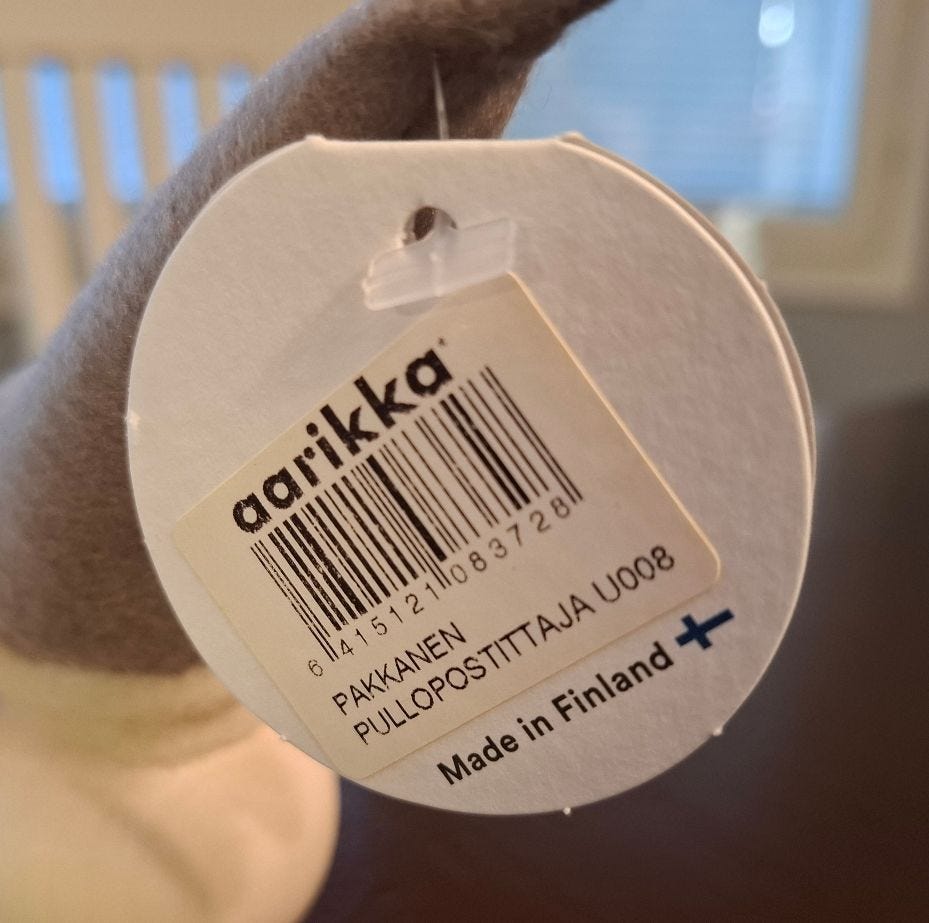 aarikka
6 415121 083728
PAKKANEN
PULLOPOSTITTAJA U008
Made in Finland